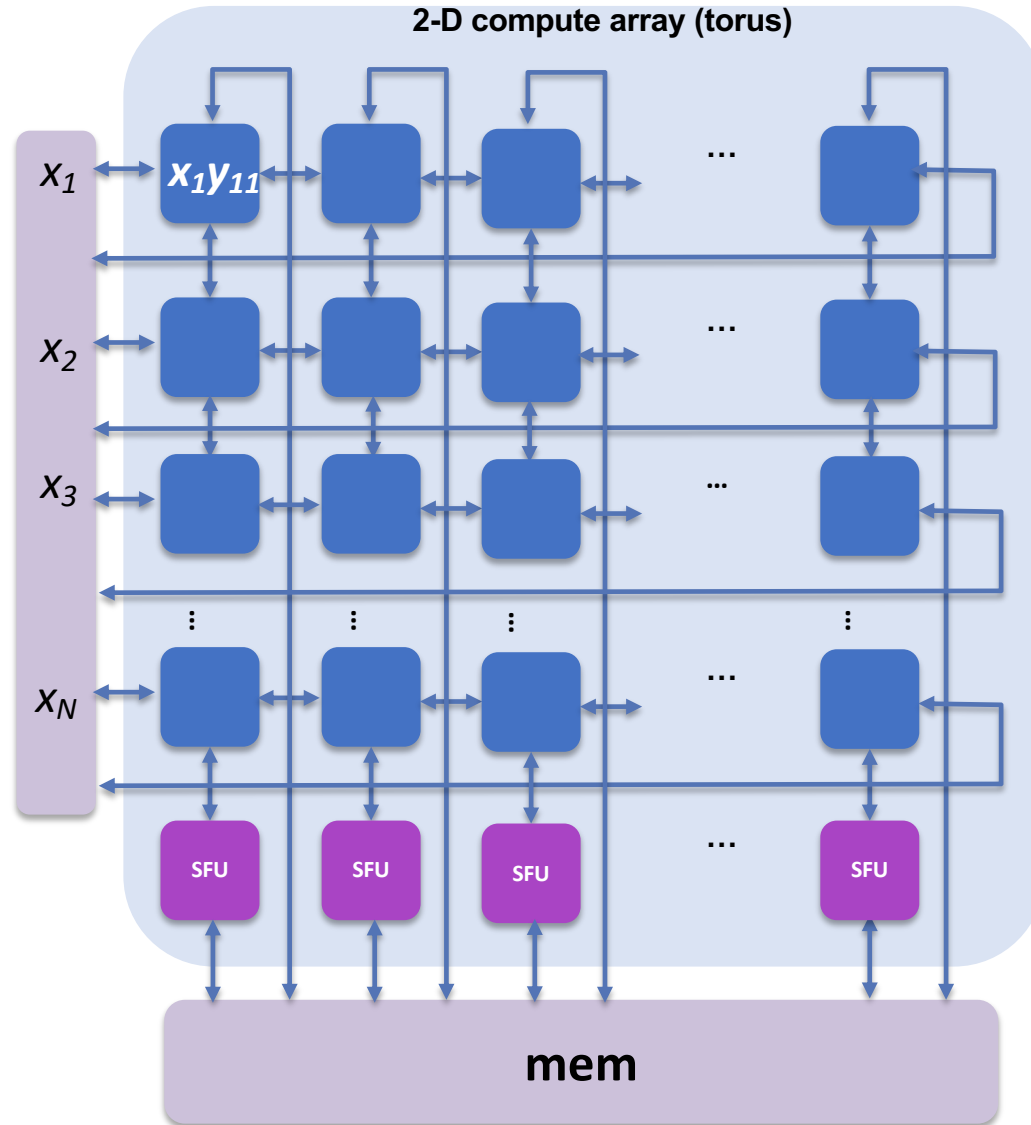 2-D compute array (torus)
x1 x1y11 ...
x2 ...
x3 ...
... ... ... ...
xN ...
SFU SFU SFU ... SFU
mem